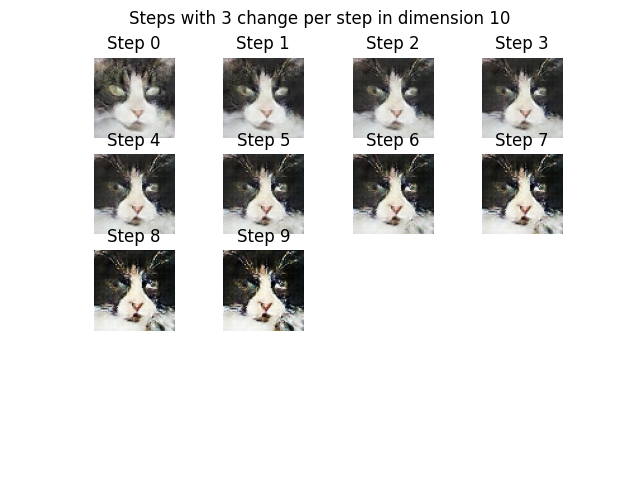 Steps with 3 change per step in dimension 10
Step 0 Step 1 Step 2 Step 3
Step 4 Step 5 Step 6 Step 7
Step 8 Step 9